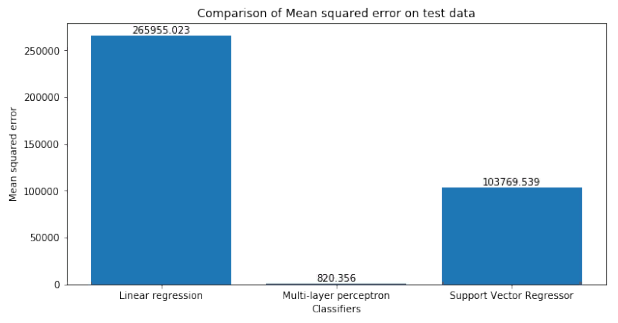 Comparison of Mean squared error on test data
265955.023
250000
200000
150000
103769.539
100000
50000
820.356
0
Mean squared error
Linear regression
Multi-layer perceptron
Support Vector Regressor
Classifiers